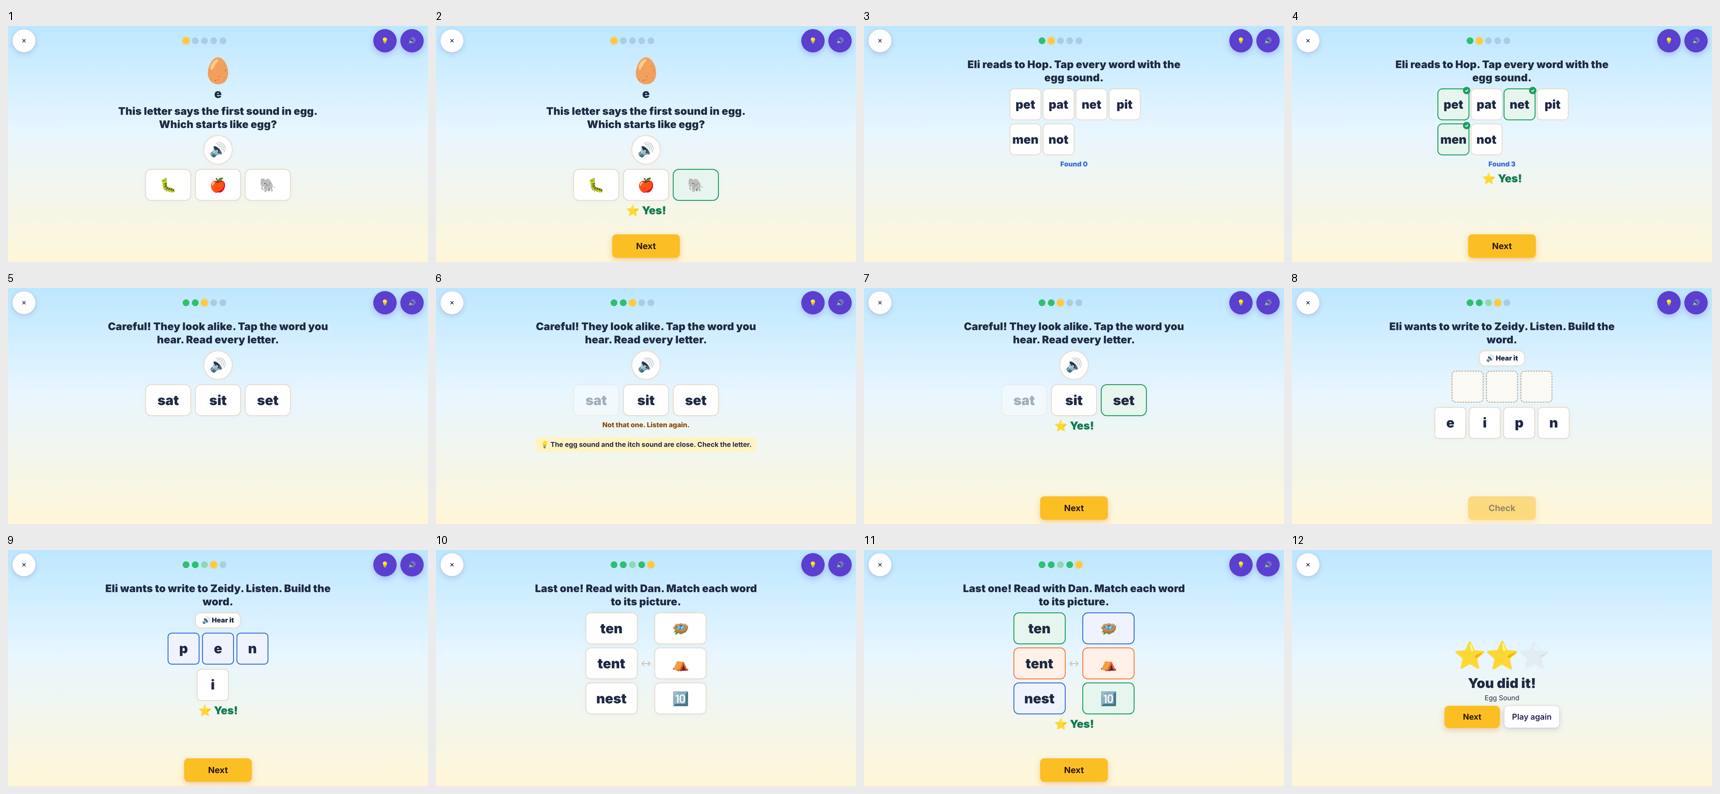 1
e
This letter says the first sound in egg.
Which starts like egg?
2
e
This letter says the first sound in egg.
Which starts like egg?
⭐ Yes!
Next
3
Eli reads to Hop. Tap every word with the
egg sound.
pet pat net pit
men not
Found 0
4
Eli reads to Hop. Tap every word with the
egg sound.
pet pat net pit
men not
Found 3
⭐ Yes!
Next
5
Careful! They look alike. Tap the word you
hear. Read every letter.
sat sit set
6
Careful! They look alike. Tap the word you
hear. Read every letter.
sat sit set
Not that one. Listen again.
💡 The egg sound and the itch sound are close. Check the letter.
7
Careful! They look alike. Tap the word you
hear. Read every letter.
sat sit set
⭐ Yes!
Next
8
Eli wants to write to Zeidy. Listen. Build the
word.
🔊 Hear it
e i p n
Check
9
Eli wants to write to Zeidy. Listen. Build the
word.
🔊 Hear it
p e n
i
⭐ Yes!
Next
10
Last one! Read with Dan. Match each word
to its picture.
ten
tent ↔
nest 10
11
Last one! Read with Dan. Match each word
to its picture.
ten
tent ↔
nest 10
⭐ Yes!
Next
12
You did it!
Egg Sound
Next Play again